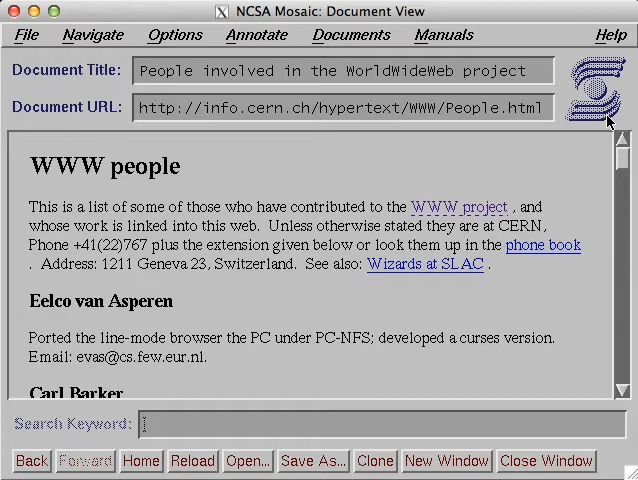 X NCSA Mosaic: Document View
File Navigate Options Annotate Documents Manuals Help
Document Title: People involved in the WorldWideWeb project
Document URL: http://info.cern.ch/hypertext/WWW/People.html
WWW people
This is a list of some of those who have contributed to the WWW project , and
whose work is linked into this web. Unless otherwise stated they are at CERN,
Phone +41(22)767 plus the extension given below or look them up in the phone book
. Address: 1211 Geneva 23, Switzerland. See also: Wizards at SLAC .
Eelco van Asperen
Ported the line-mode browser the PC under PC-NFS; developed a curses version.
Email: evas@cs.few.eur.nl.
Carl Barker
Search Keyword:
Back Forward Home Reload Open... Save As... Clone New Window Close Window